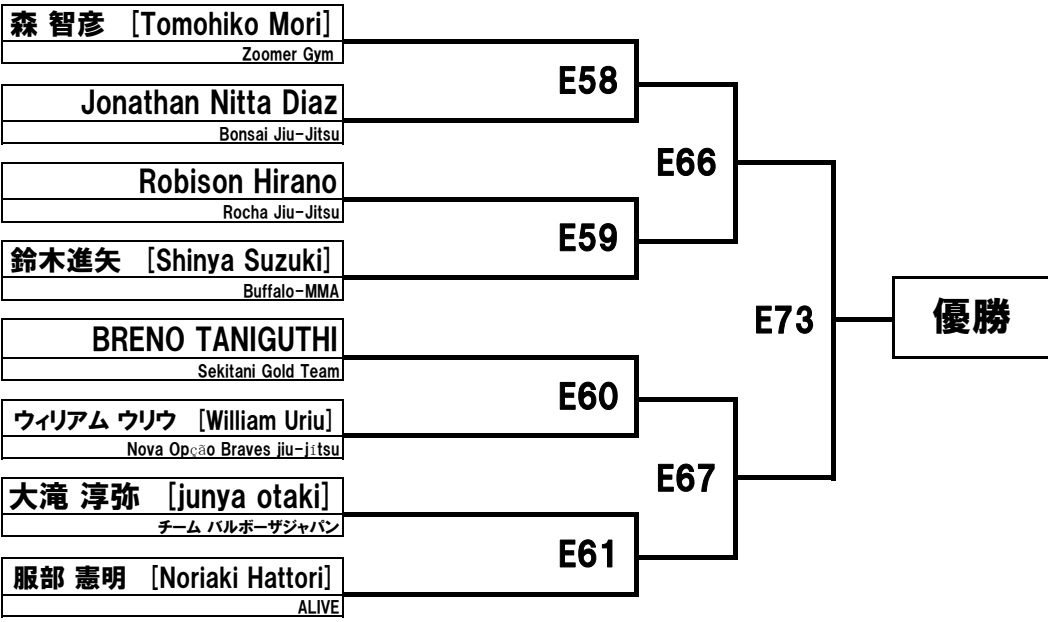 森 智彦 [Tomohiko Mori]
Zoomer Gym
Jonathan Nitta Diaz
Bonsai Jiu-Jitsu
Robison Hirano
Rocha Jiu-Jitsu
鈴木進矢 [Shinya Suzuki]
Buffalo-MMA
BRENO TANIGUTHI
Sekitani Gold Team
ウィリアム ウリウ [William Uriu]
Nova Opção Braves jiu-jítsu
大滝 淳弥 [junya otaki]
チーム バルボーザジャパン
服部 憲明 [Noriaki Hattori]
ALIVE
E58
E59
E60
E61
E66
E67
E73
優勝